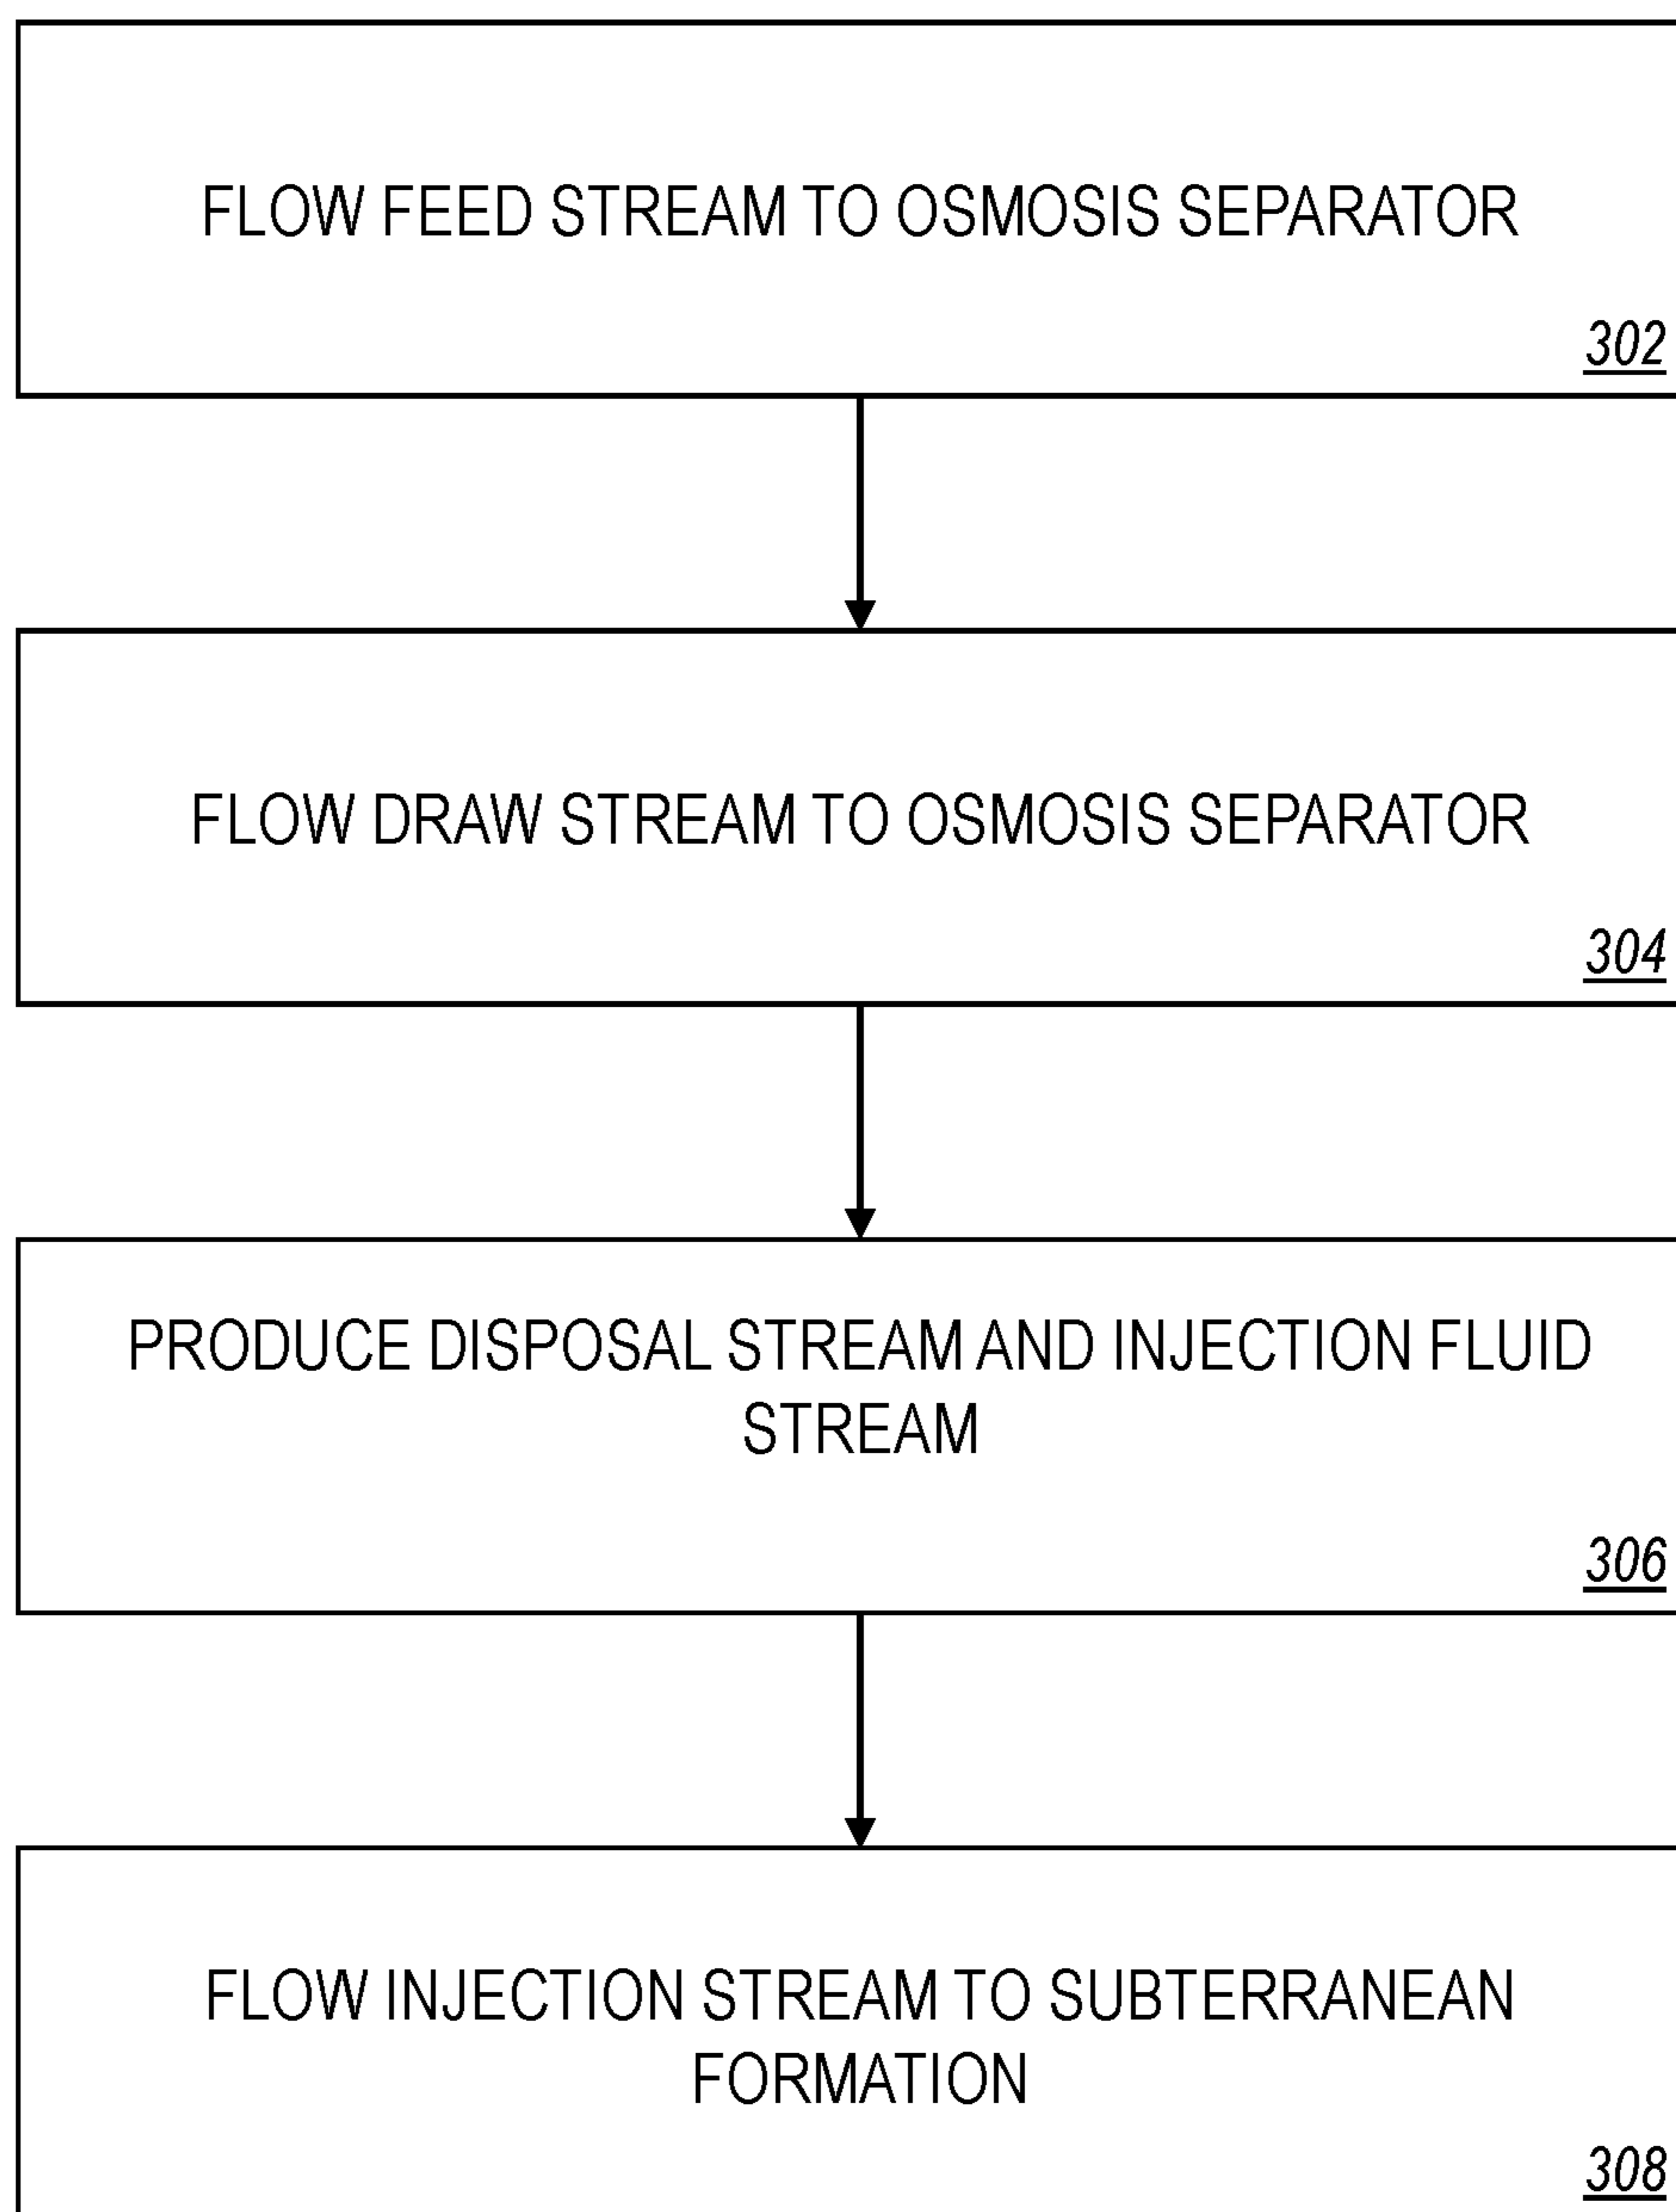 FLOW FEED STREAM TO OSMOSIS SEPARATOR
302
FLOW DRAW STREAM TO OSMOSIS SEPARATOR
304
PRODUCE DISPOSAL STREAM AND INJECTION FLUID
STREAM
306
FLOW INJECTION STREAM TO SUBTERRANEAN
FORMATION
308